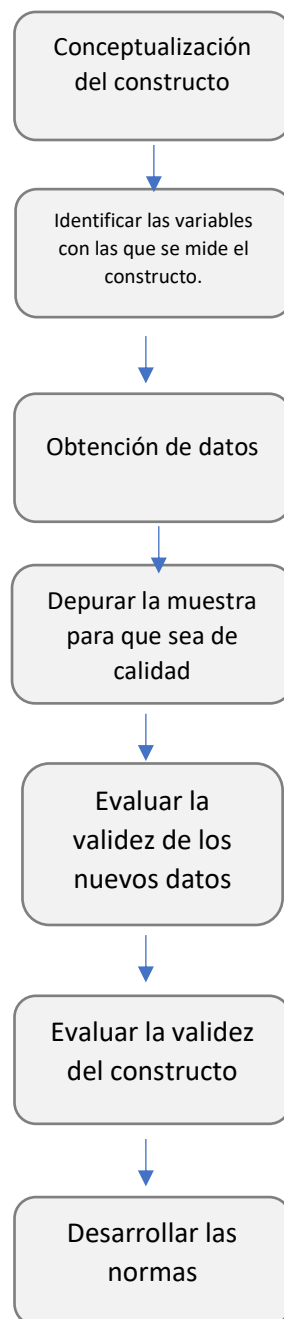 Conceptualización
del constructo
Identificar las variables
con las que se mide el
constructo.
Obtención de datos
Depurar la muestra
para que sea de
calidad
Evaluar la
validez de los
nuevos datos
Evaluar la validez
del constructo
Desarrollar las
normas